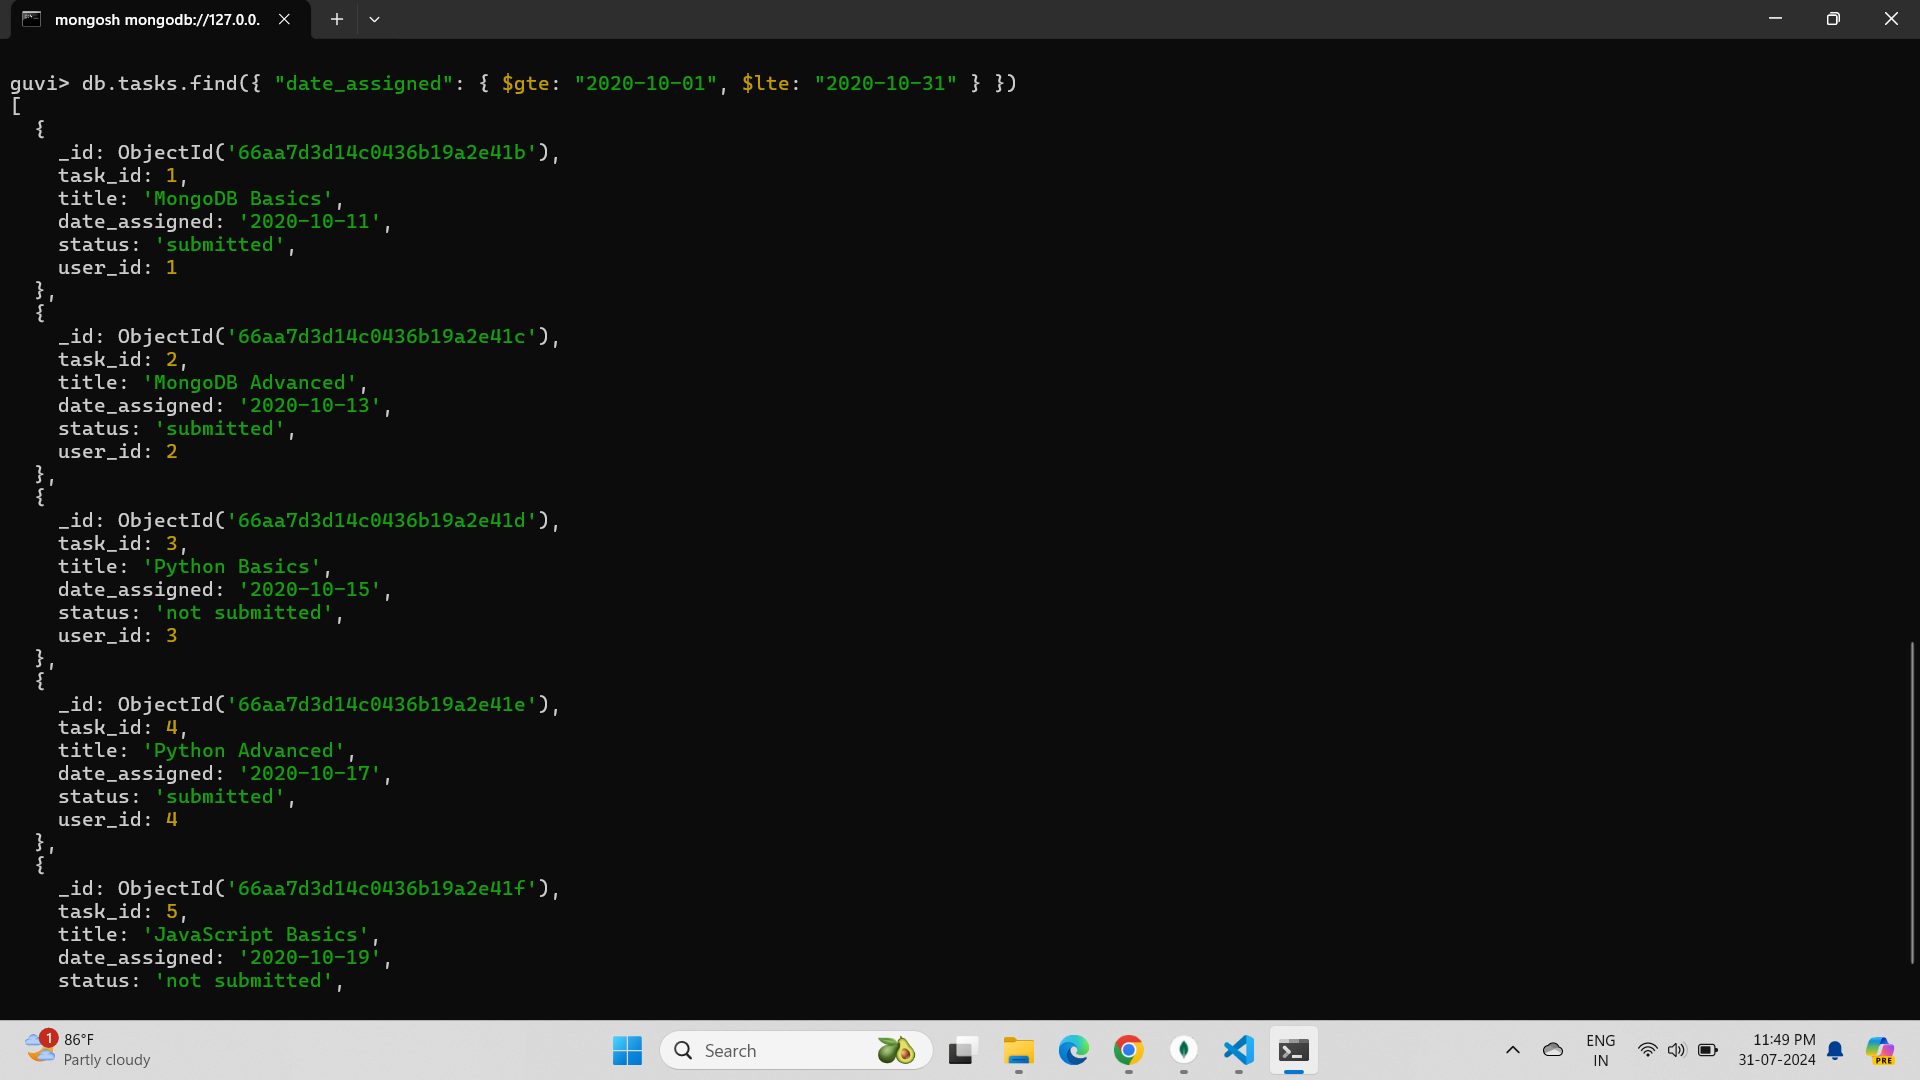 mongosh mongodb://127.0.0.
guvi> db.tasks.find({ "date_assigned": { $gte: "2020-10-01", $lte: "2020-10-31" } })
[
  {
    _id: ObjectId('66aa7d3d14c0436b19a2e41b'),
    task_id: 1,
    title: 'MongoDB Basics',
    date_assigned: '2020-10-11',
    status: 'submitted',
    user_id: 1
  },
  {
    _id: ObjectId('66aa7d3d14c0436b19a2e41c'),
    task_id: 2,
    title: 'MongoDB Advanced',
    date_assigned: '2020-10-13',
    status: 'submitted',
    user_id: 2
  },
  {
    _id: ObjectId('66aa7d3d14c0436b19a2e41d'),
    task_id: 3,
    title: 'Python Basics',
    date_assigned: '2020-10-15',
    status: 'not submitted',
    user_id: 3
  },
  {
    _id: ObjectId('66aa7d3d14c0436b19a2e41e'),
    task_id: 4,
    title: 'Python Advanced',
    date_assigned: '2020-10-17',
    status: 'submitted',
    user_id: 4
  },
  {
    _id: ObjectId('66aa7d3d14c0436b19a2e41f'),
    task_id: 5,
    title: 'JavaScript Basics',
    date_assigned: '2020-10-19',
    status: 'not submitted',
1
86°F
Partly cloudy
Search
ENG
IN
11:49 PM
31-07-2024
PRE